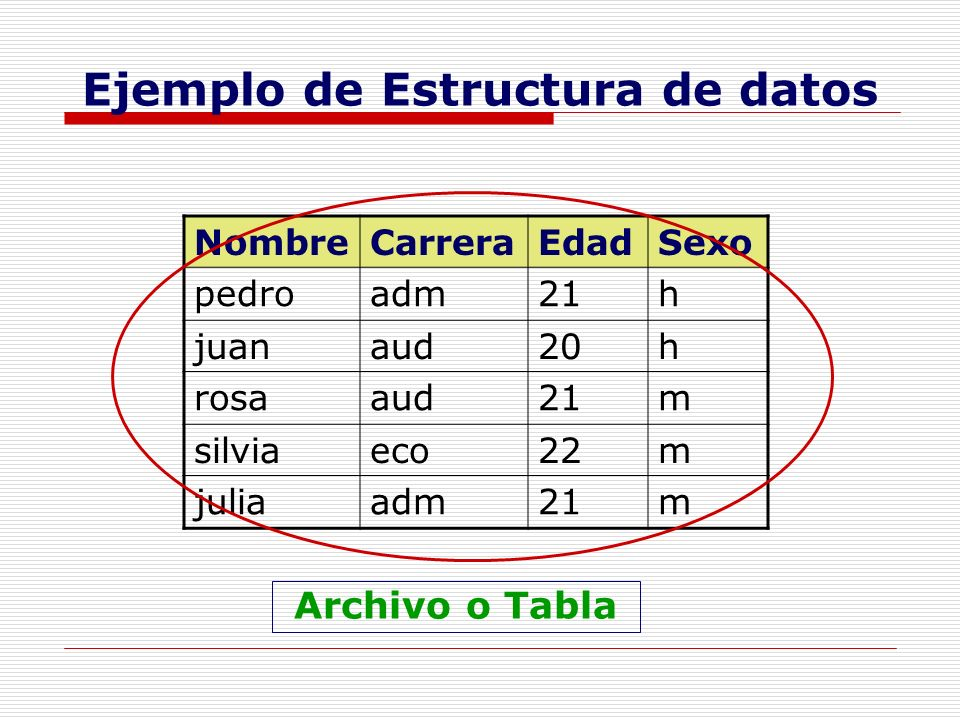 Ejemplo de Estructura de datos
Nombre Carrera Edad Sexo
pedro adm 21 h
juan aud 20 h
rosa aud 21 m
silvia eco 22 m
julia adm 21 m
Archivo o Tabla